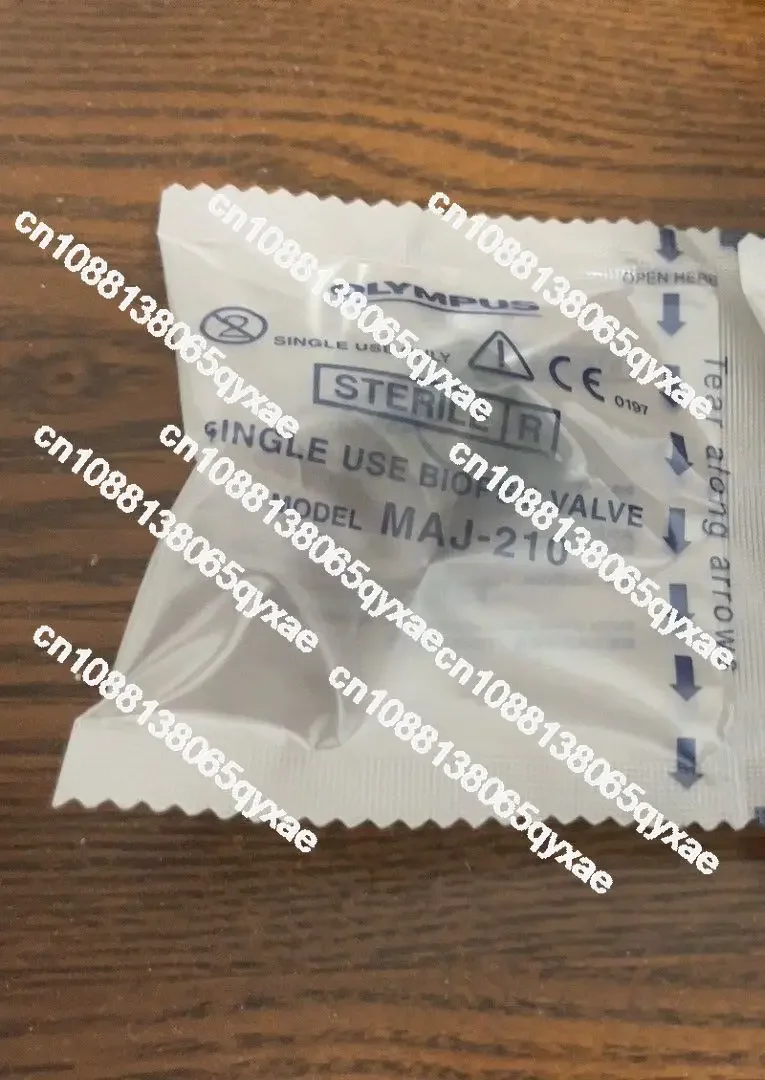 OPEN HERE
OLYMPUS
SINGLE USE ONLY
CE 0197
STERILE R
SINGLE USE BIOPSY VALVE
MODEL MAJ-210
Tear along arrows
cn1088138065qyxae
cn1088138065qyxae
cn1088138065qyxae
cn1088138065qyxae
cn1088138065qyxae
cn1088138065qyxae
cn1088138065qyxae
cn1088138065qyxae
cn1088138065qyxae